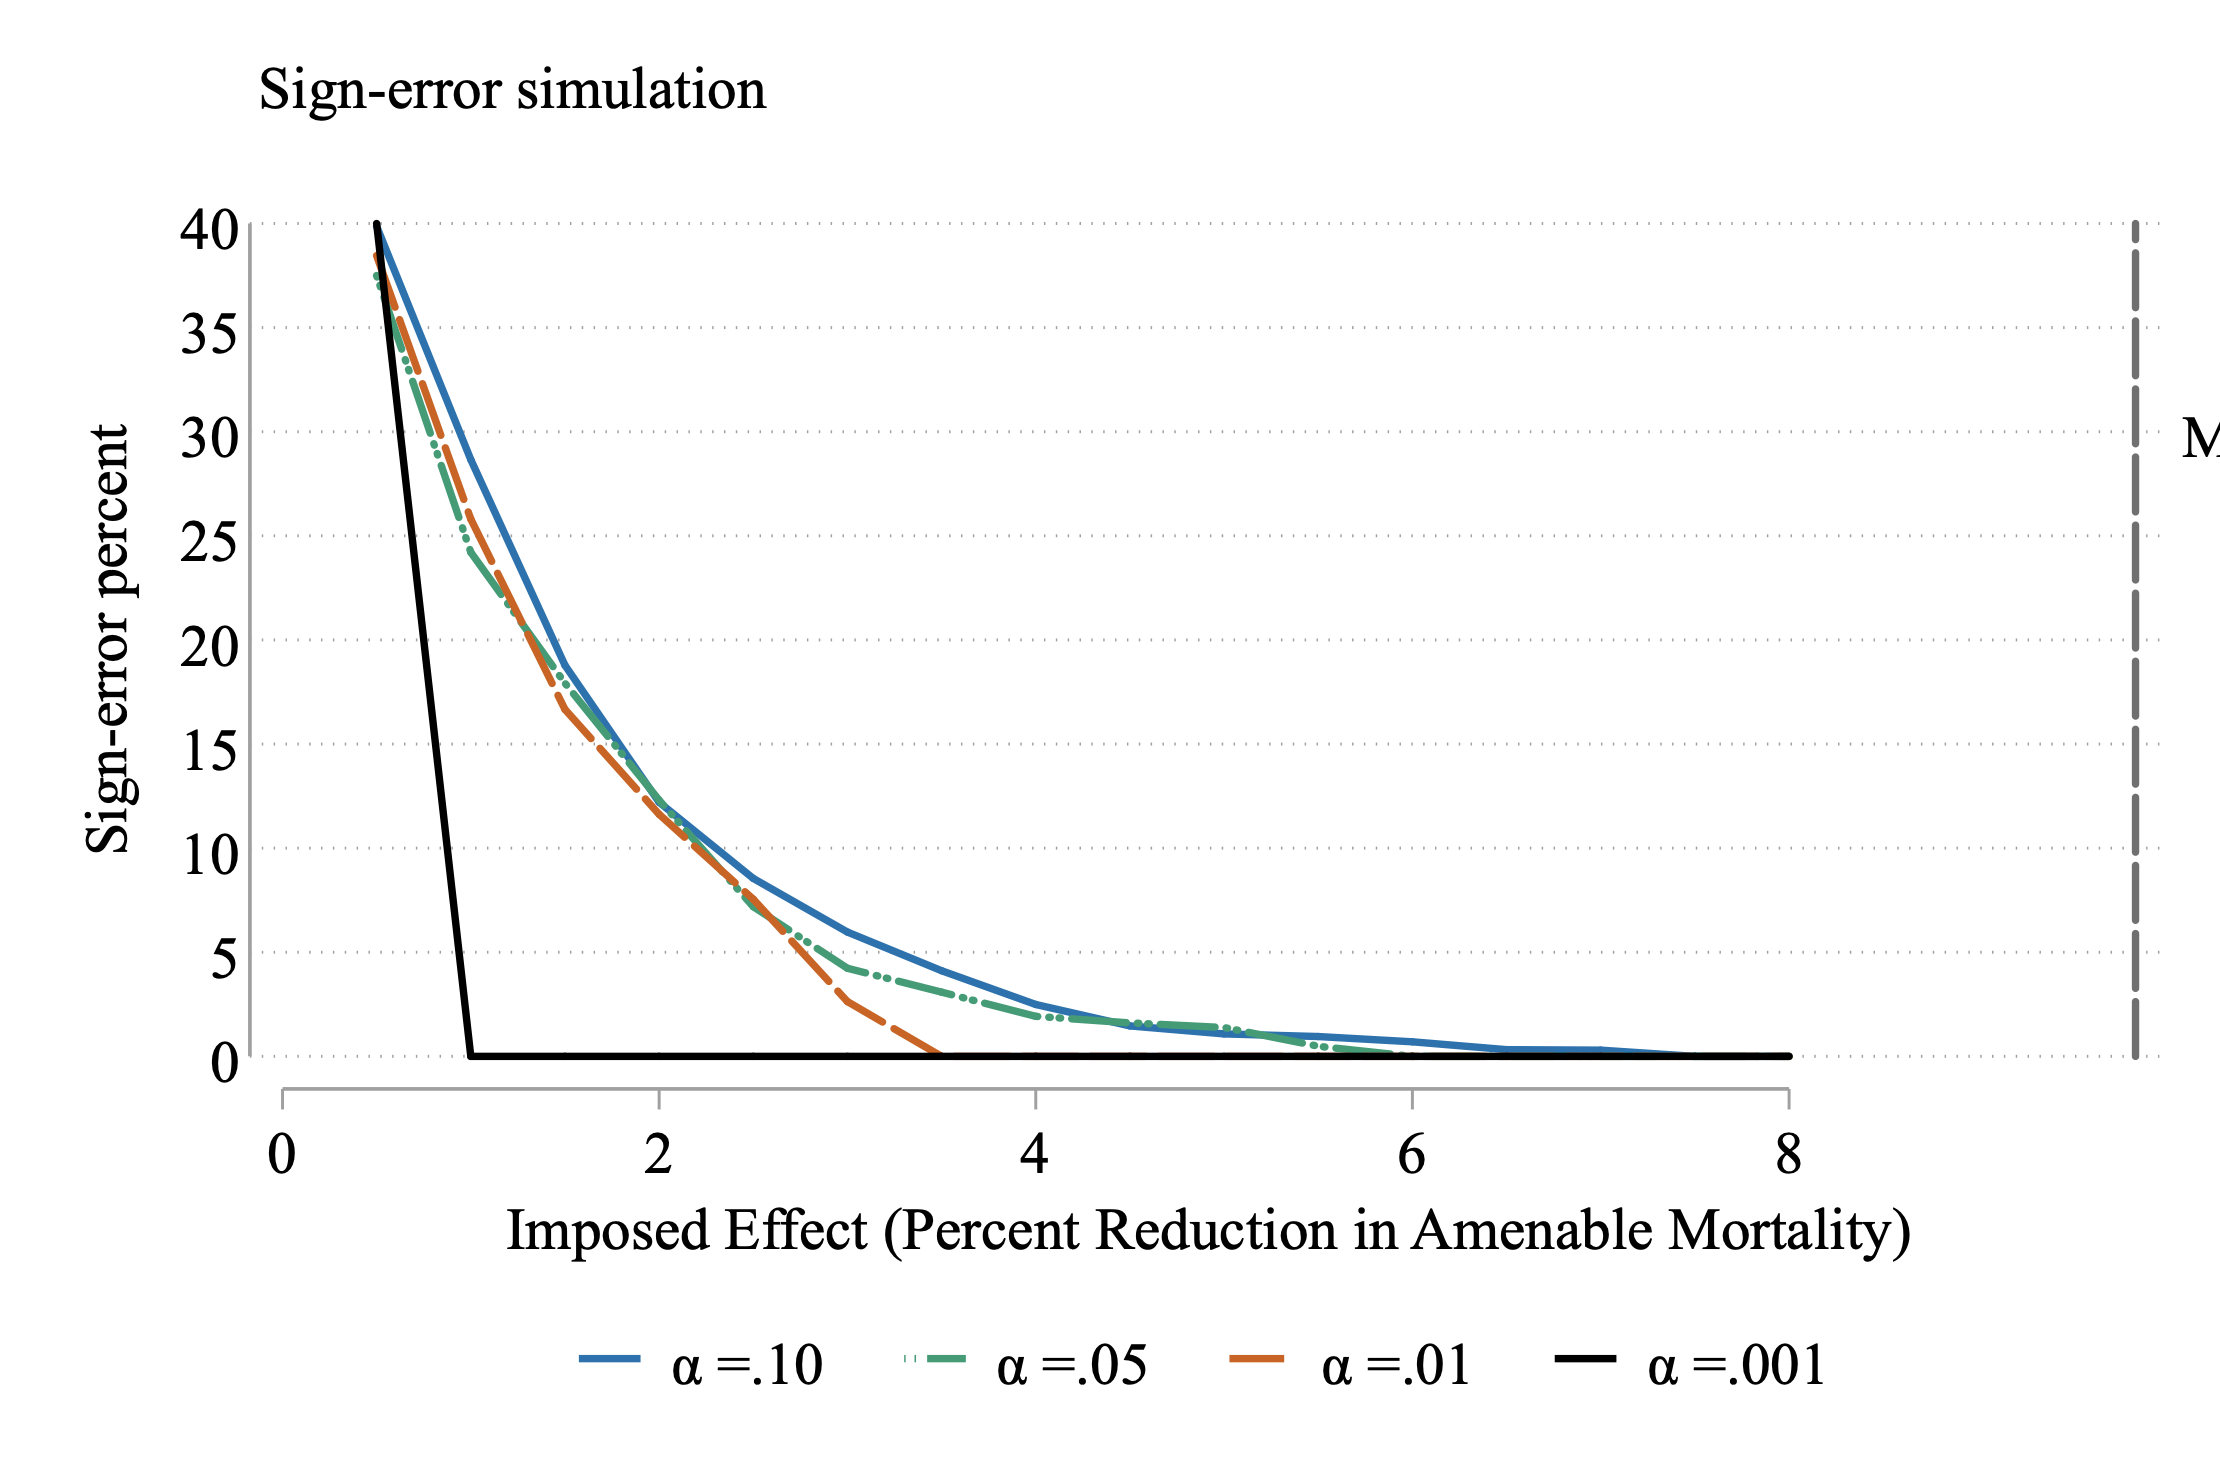 Sign-error simulation
40
35
30
25
20
15
10
5
0
Sign-error percent
M
0 2 4 6 8
Imposed Effect (Percent Reduction in Amenable Mortality)
α =.10 α =.05 α =.01 α =.001